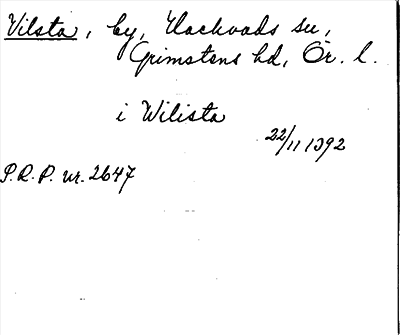 Vilsta, by, Hackvads sn,
Grimstens hd, Ör. l.
i Wilista
22/11 1392
P.R.P. nr. 2647